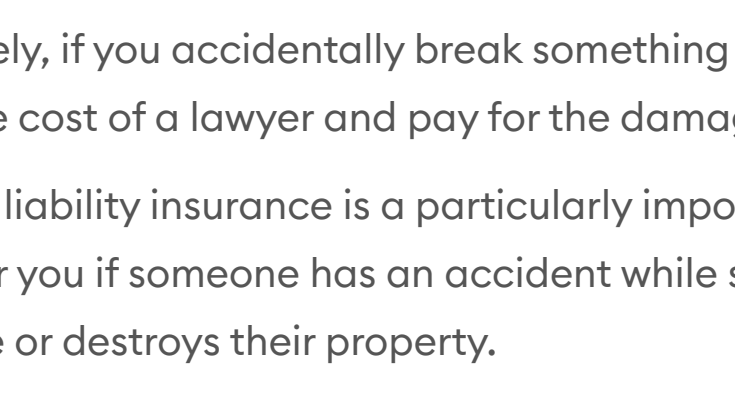 ely, if you accidentally break something
cost of a lawyer and pay for the dama
liability insurance is a particularly impo
r you if someone has an accident while s
or destroys their property.